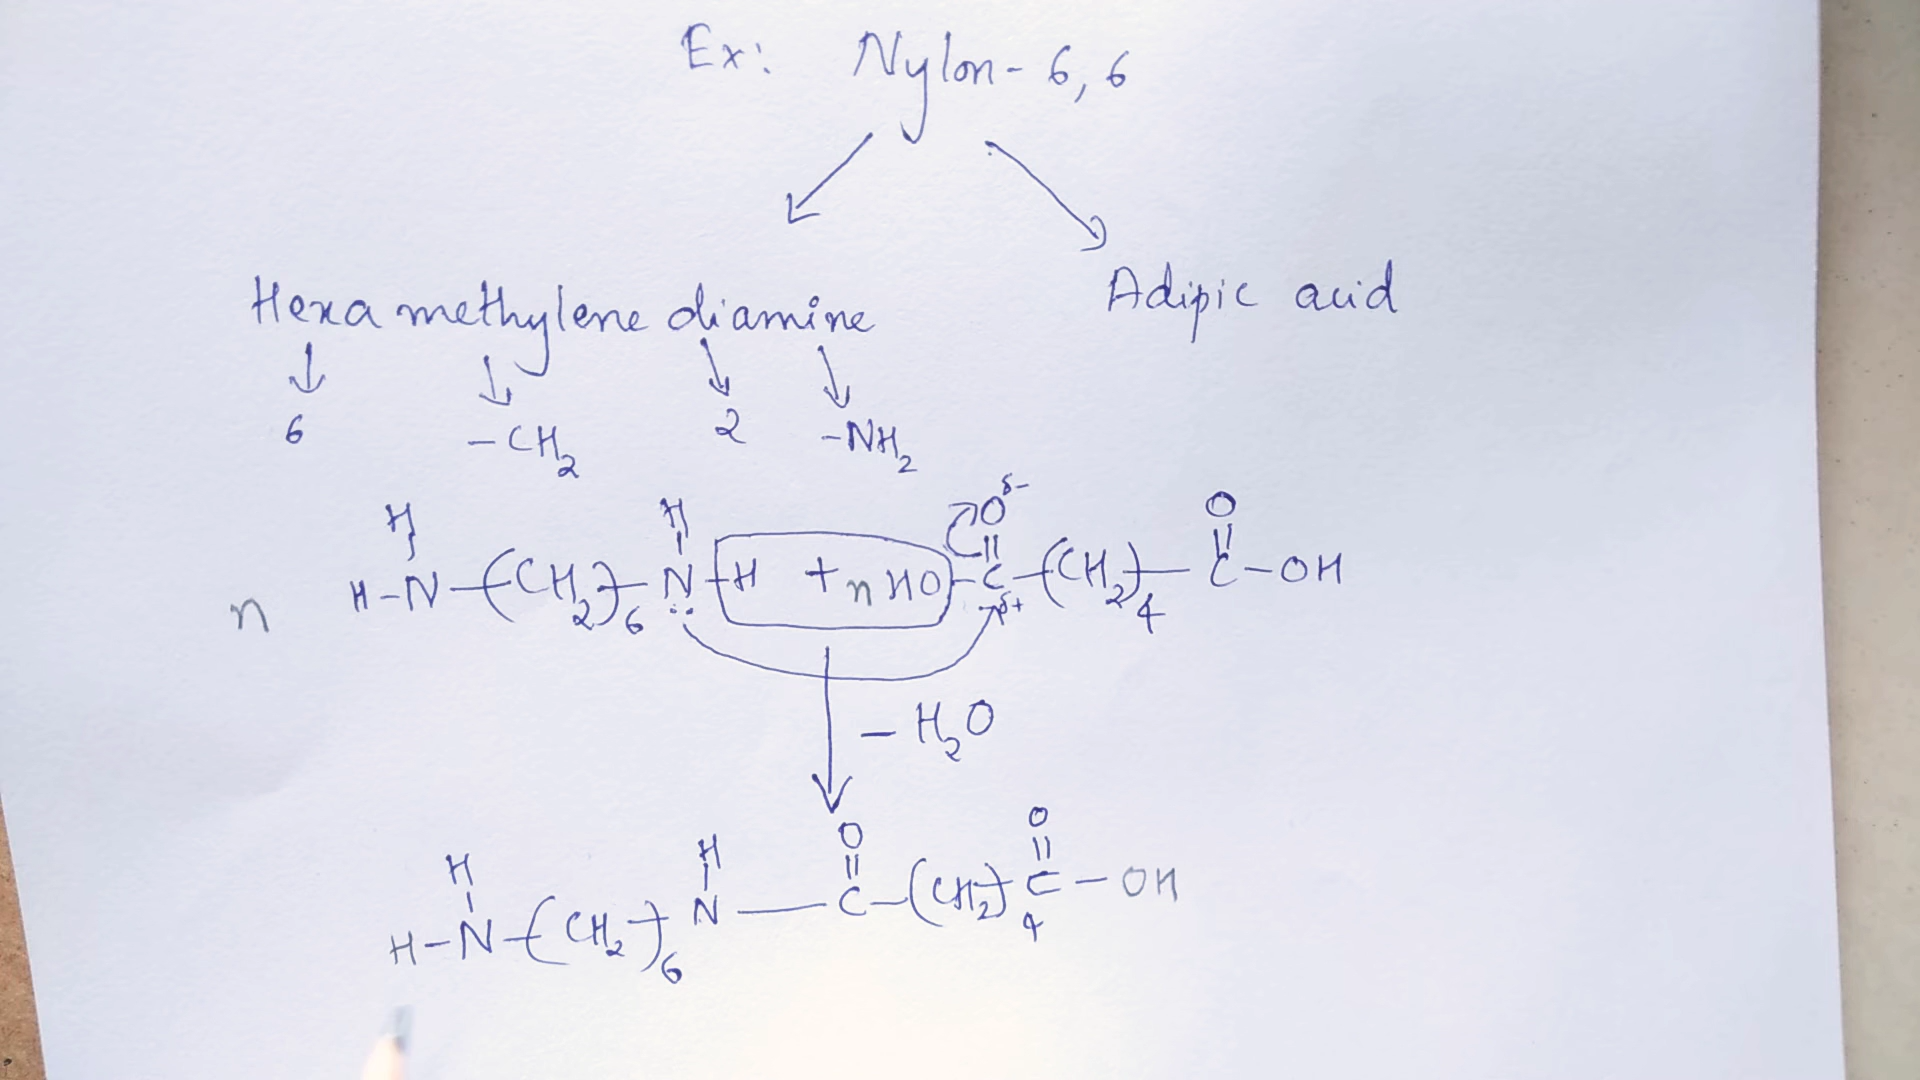 Ex: Nylon-6,6
Hexa methylene diamine
Adipic acid
6 -CH2 2 -NH2
H H O δ- O
n H-N-(CH2)6-N-H + n HO-C-(CH2)4-C-OH
δ+
- H2O
H H O O
H-N-(CH2)6-N-C-(CH2)4-C-OH